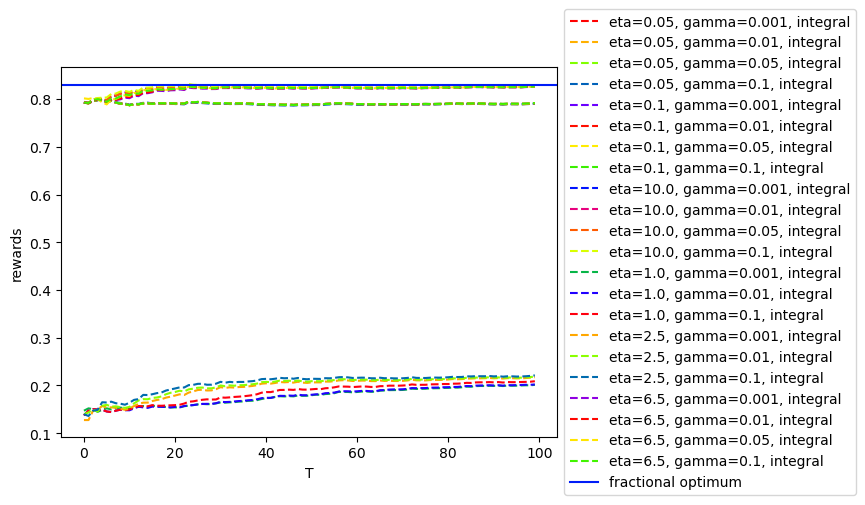 rewards
0.8
0.7
0.6
0.5
0.4
0.3
0.2
0.1
0
20
40
60
80
100
T
eta=0.05, gamma=0.001, integral
eta=0.05, gamma=0.01, integral
eta=0.05, gamma=0.05, integral
eta=0.05, gamma=0.1, integral
eta=0.1, gamma=0.001, integral
eta=0.1, gamma=0.01, integral
eta=0.1, gamma=0.05, integral
eta=0.1, gamma=0.1, integral
eta=10.0, gamma=0.001, integral
eta=10.0, gamma=0.01, integral
eta=10.0, gamma=0.05, integral
eta=10.0, gamma=0.1, integral
eta=1.0, gamma=0.001, integral
eta=1.0, gamma=0.01, integral
eta=1.0, gamma=0.1, integral
eta=2.5, gamma=0.001, integral
eta=2.5, gamma=0.01, integral
eta=2.5, gamma=0.1, integral
eta=6.5, gamma=0.001, integral
eta=6.5, gamma=0.01, integral
eta=6.5, gamma=0.05, integral
eta=6.5, gamma=0.1, integral
fractional optimum